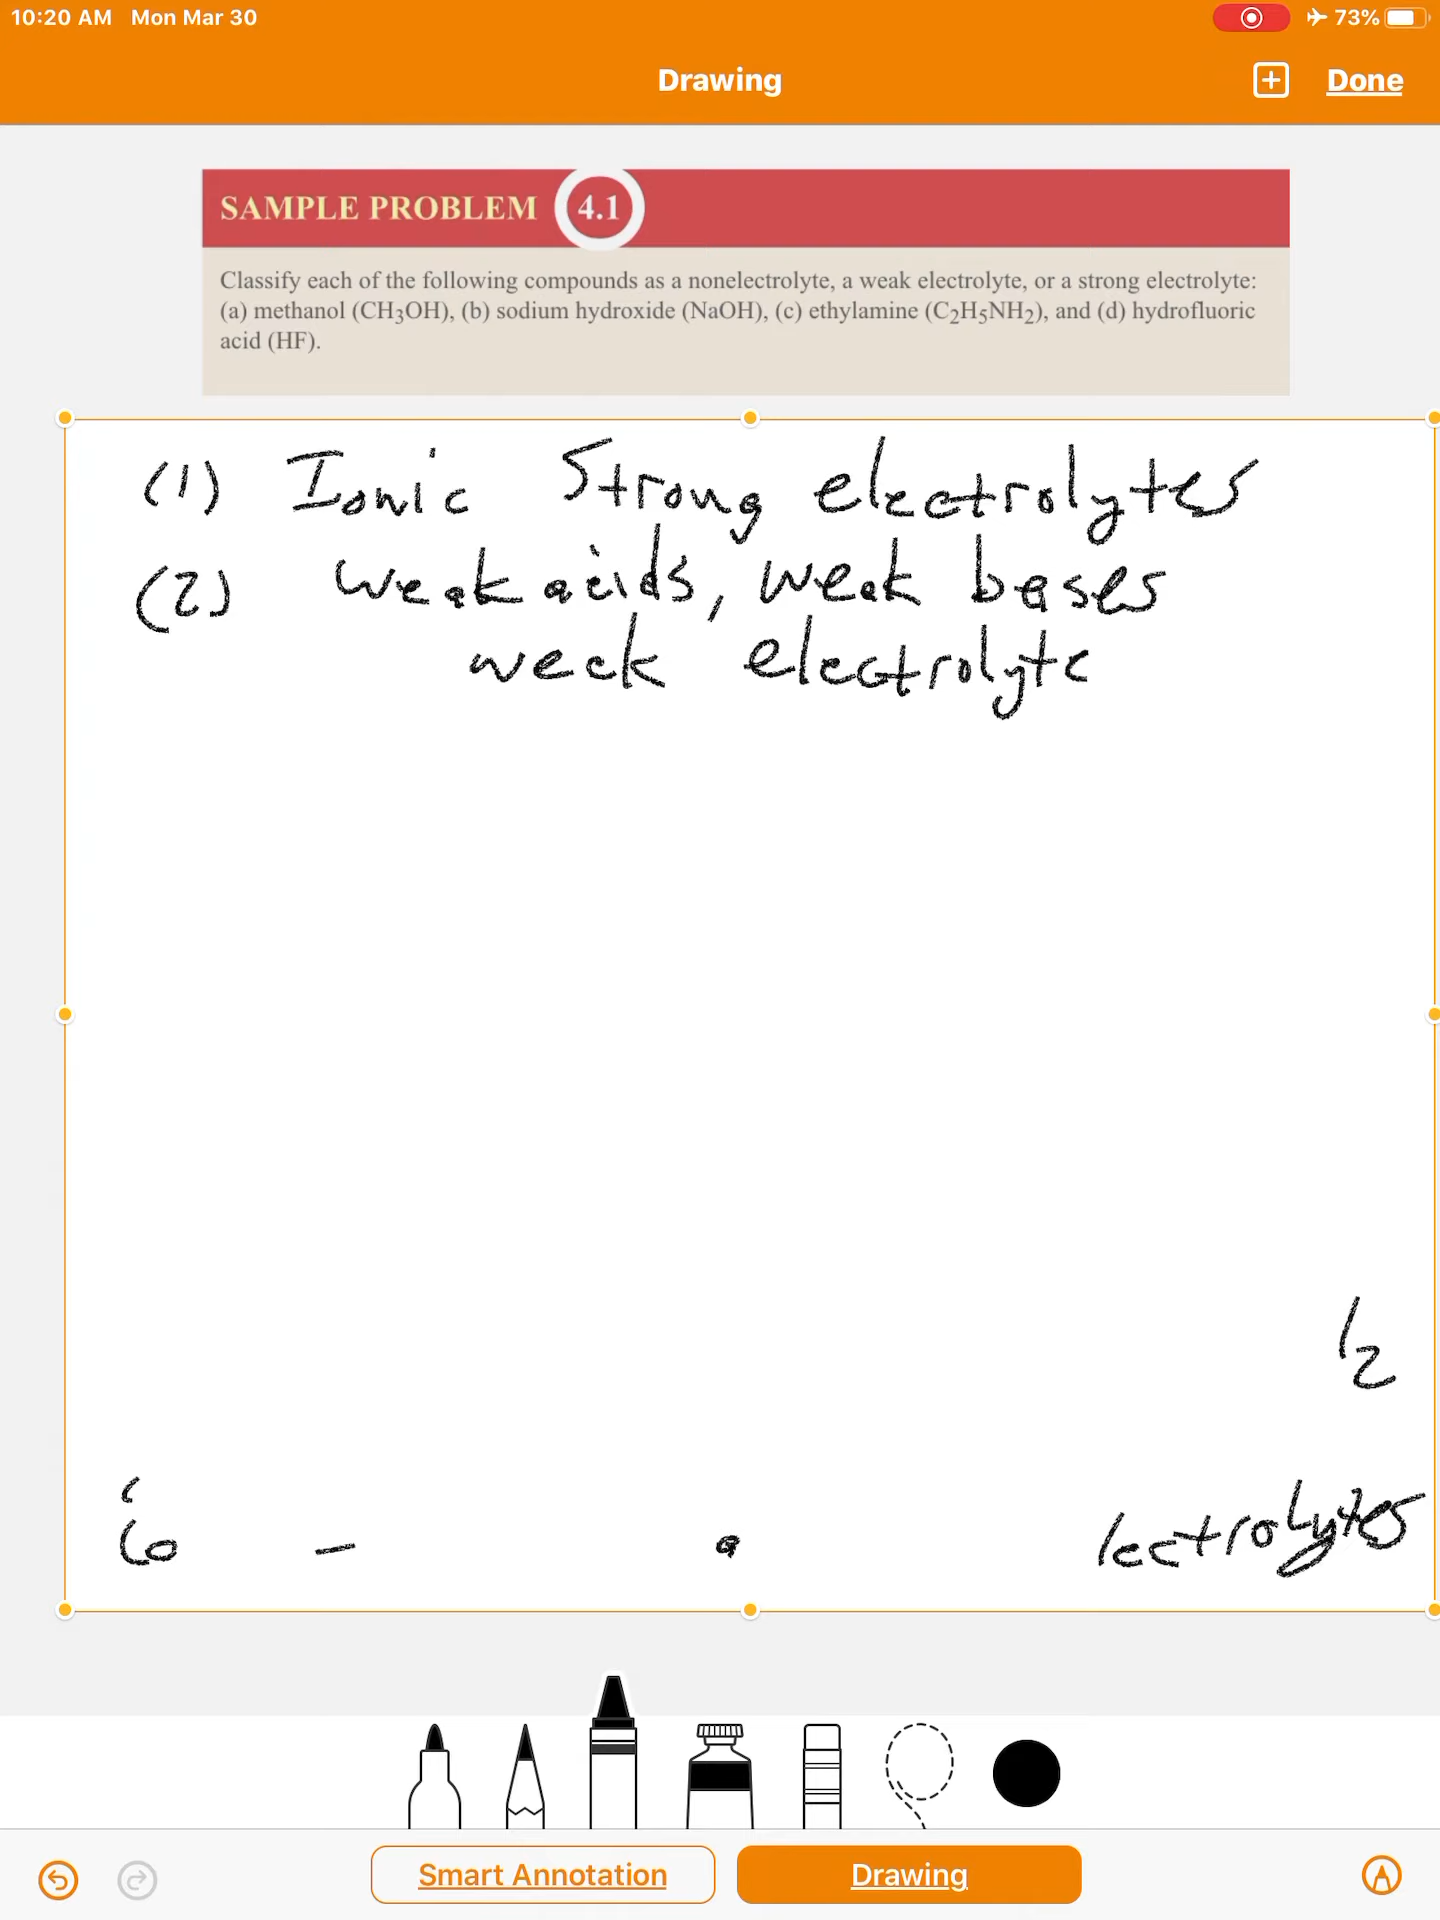 10:20 AM Mon Mar 30 73%
Drawing Done
SAMPLE PROBLEM 4.1
Classify each of the following compounds as a nonelectrolyte, a weak electrolyte, or a strong electrolyte:
(a) methanol (CH₃OH), (b) sodium hydroxide (NaOH), (c) ethylamine (C₂H₅NH₂), and (d) hydrofluoric
acid (HF).
(1) Ionic Strong electrolytes
(2) weak acids, weak bases
weak electrolyte
lectrolytes
Smart Annotation Drawing